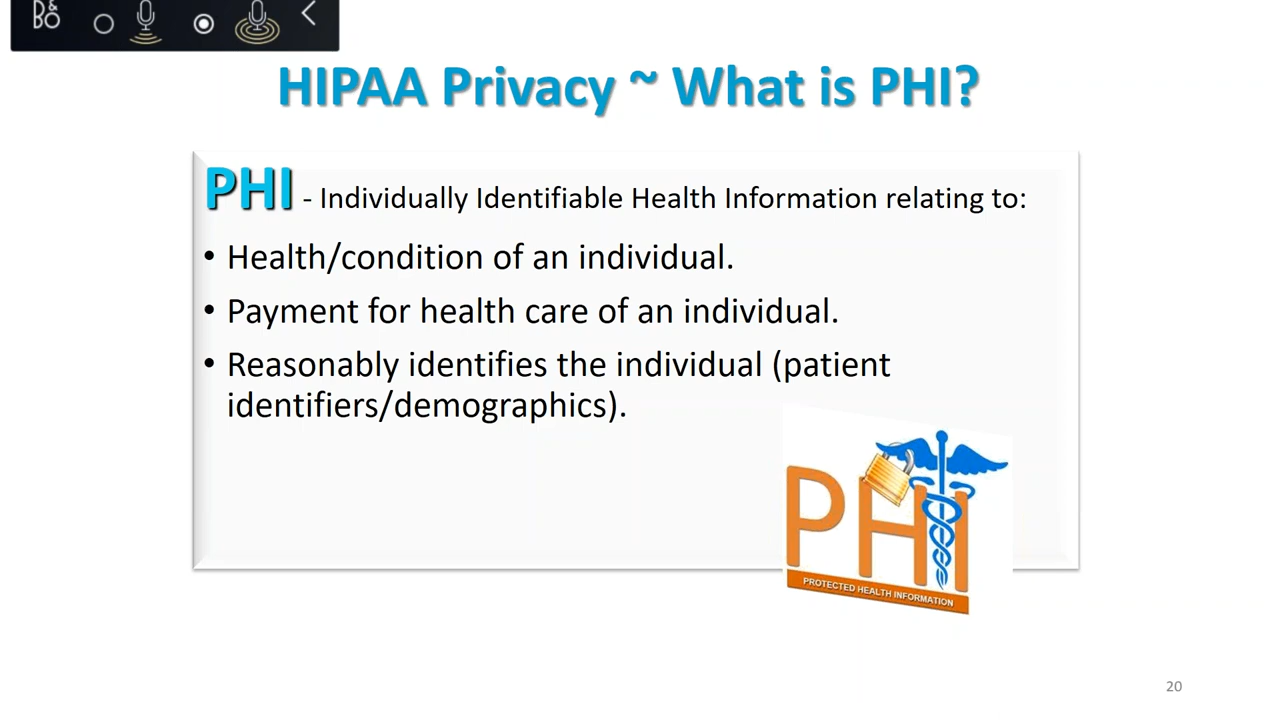 B&O
HIPAA Privacy ~ What is PHI?
PHI - Individually Identifiable Health Information relating to:
• Health/condition of an individual.
• Payment for health care of an individual.
• Reasonably identifies the individual (patient
identifiers/demographics).
PHI
PROTECTED HEALTH INFORMATION
20